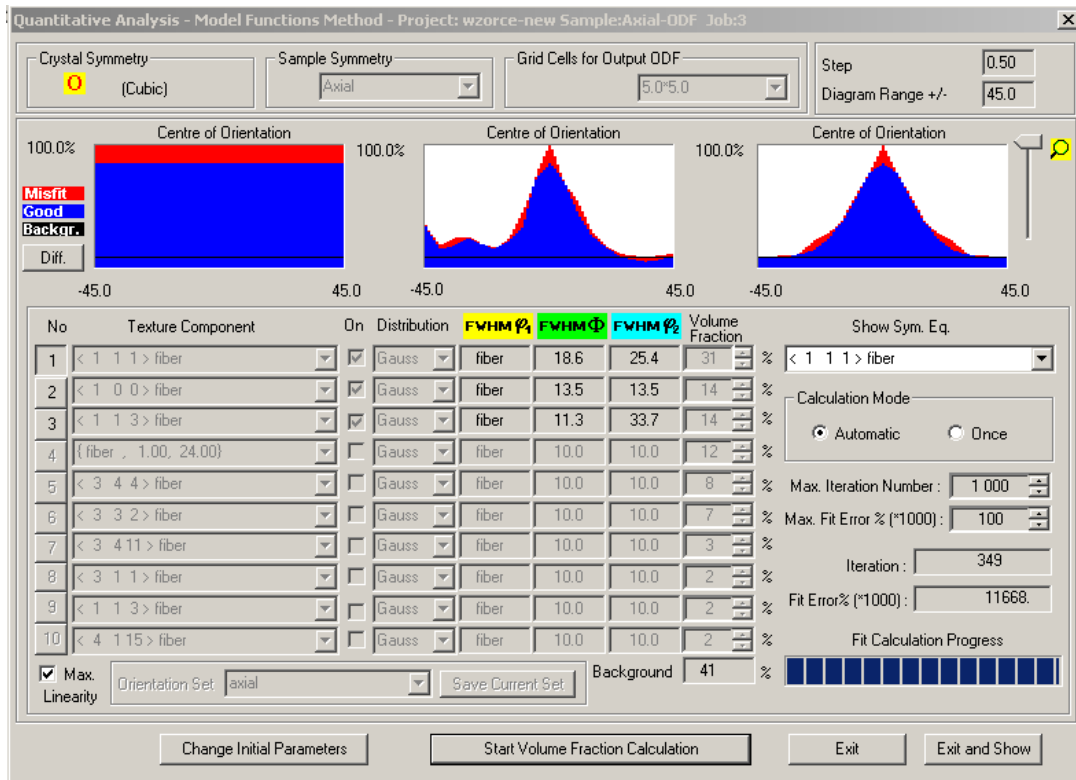 Quantitative Analysis - Model Functions Method - Project: wzorce-new Sample:Axial-ODF Job:3
Crystal Symmetry
O (Cubic)
Sample Symmetry
Axial
Grid Cells for Output ODF
5.0*5.0
Step 0.50
Diagram Range +/- 45.0
Centre of Orientation Centre of Orientation Centre of Orientation
100.0% 100.0% 100.0%
Misfit
Good
Backgr.
Diff.
-45.0 45.0 -45.0 45.0 -45.0 45.0
No Texture Component On Distribution FWHM φ1 FWHM Φ FWHM φ2 Volume Fraction Show Sym. Eq.
1 < 1 1 1 > fiber Gauss fiber 18.6 25.4 31 %
2 < 1 0 0 > fiber Gauss fiber 13.5 13.5 14 %
3 < 1 1 3 > fiber Gauss fiber 11.3 33.7 14 %
4 { fiber , 1.00, 24.00} Gauss fiber 10.0 10.0 12 %
5 < 3 4 4 > fiber Gauss fiber 10.0 10.0 8 %
6 < 3 3 2 > fiber Gauss fiber 10.0 10.0 7 %
7 < 3 4 11 > fiber Gauss fiber 10.0 10.0 3 %
8 < 3 1 1 > fiber Gauss fiber 10.0 10.0 2 %
9 < 1 1 3 > fiber Gauss fiber 10.0 10.0 2 %
10 < 4 1 15 > fiber Gauss fiber 10.0 10.0 2 %
< 1 1 1 > fiber
Calculation Mode
Automatic Once
Max. Iteration Number : 1 000
Max. Fit Error % (*1000) : 100
Iteration : 349
Fit Error% (*1000) : 11668.
Fit Calculation Progress
Max. Linearity
Orientation Set axial
Save Current Set
Background 41 %
Change Initial Parameters
Start Volume Fraction Calculation
Exit
Exit and Show